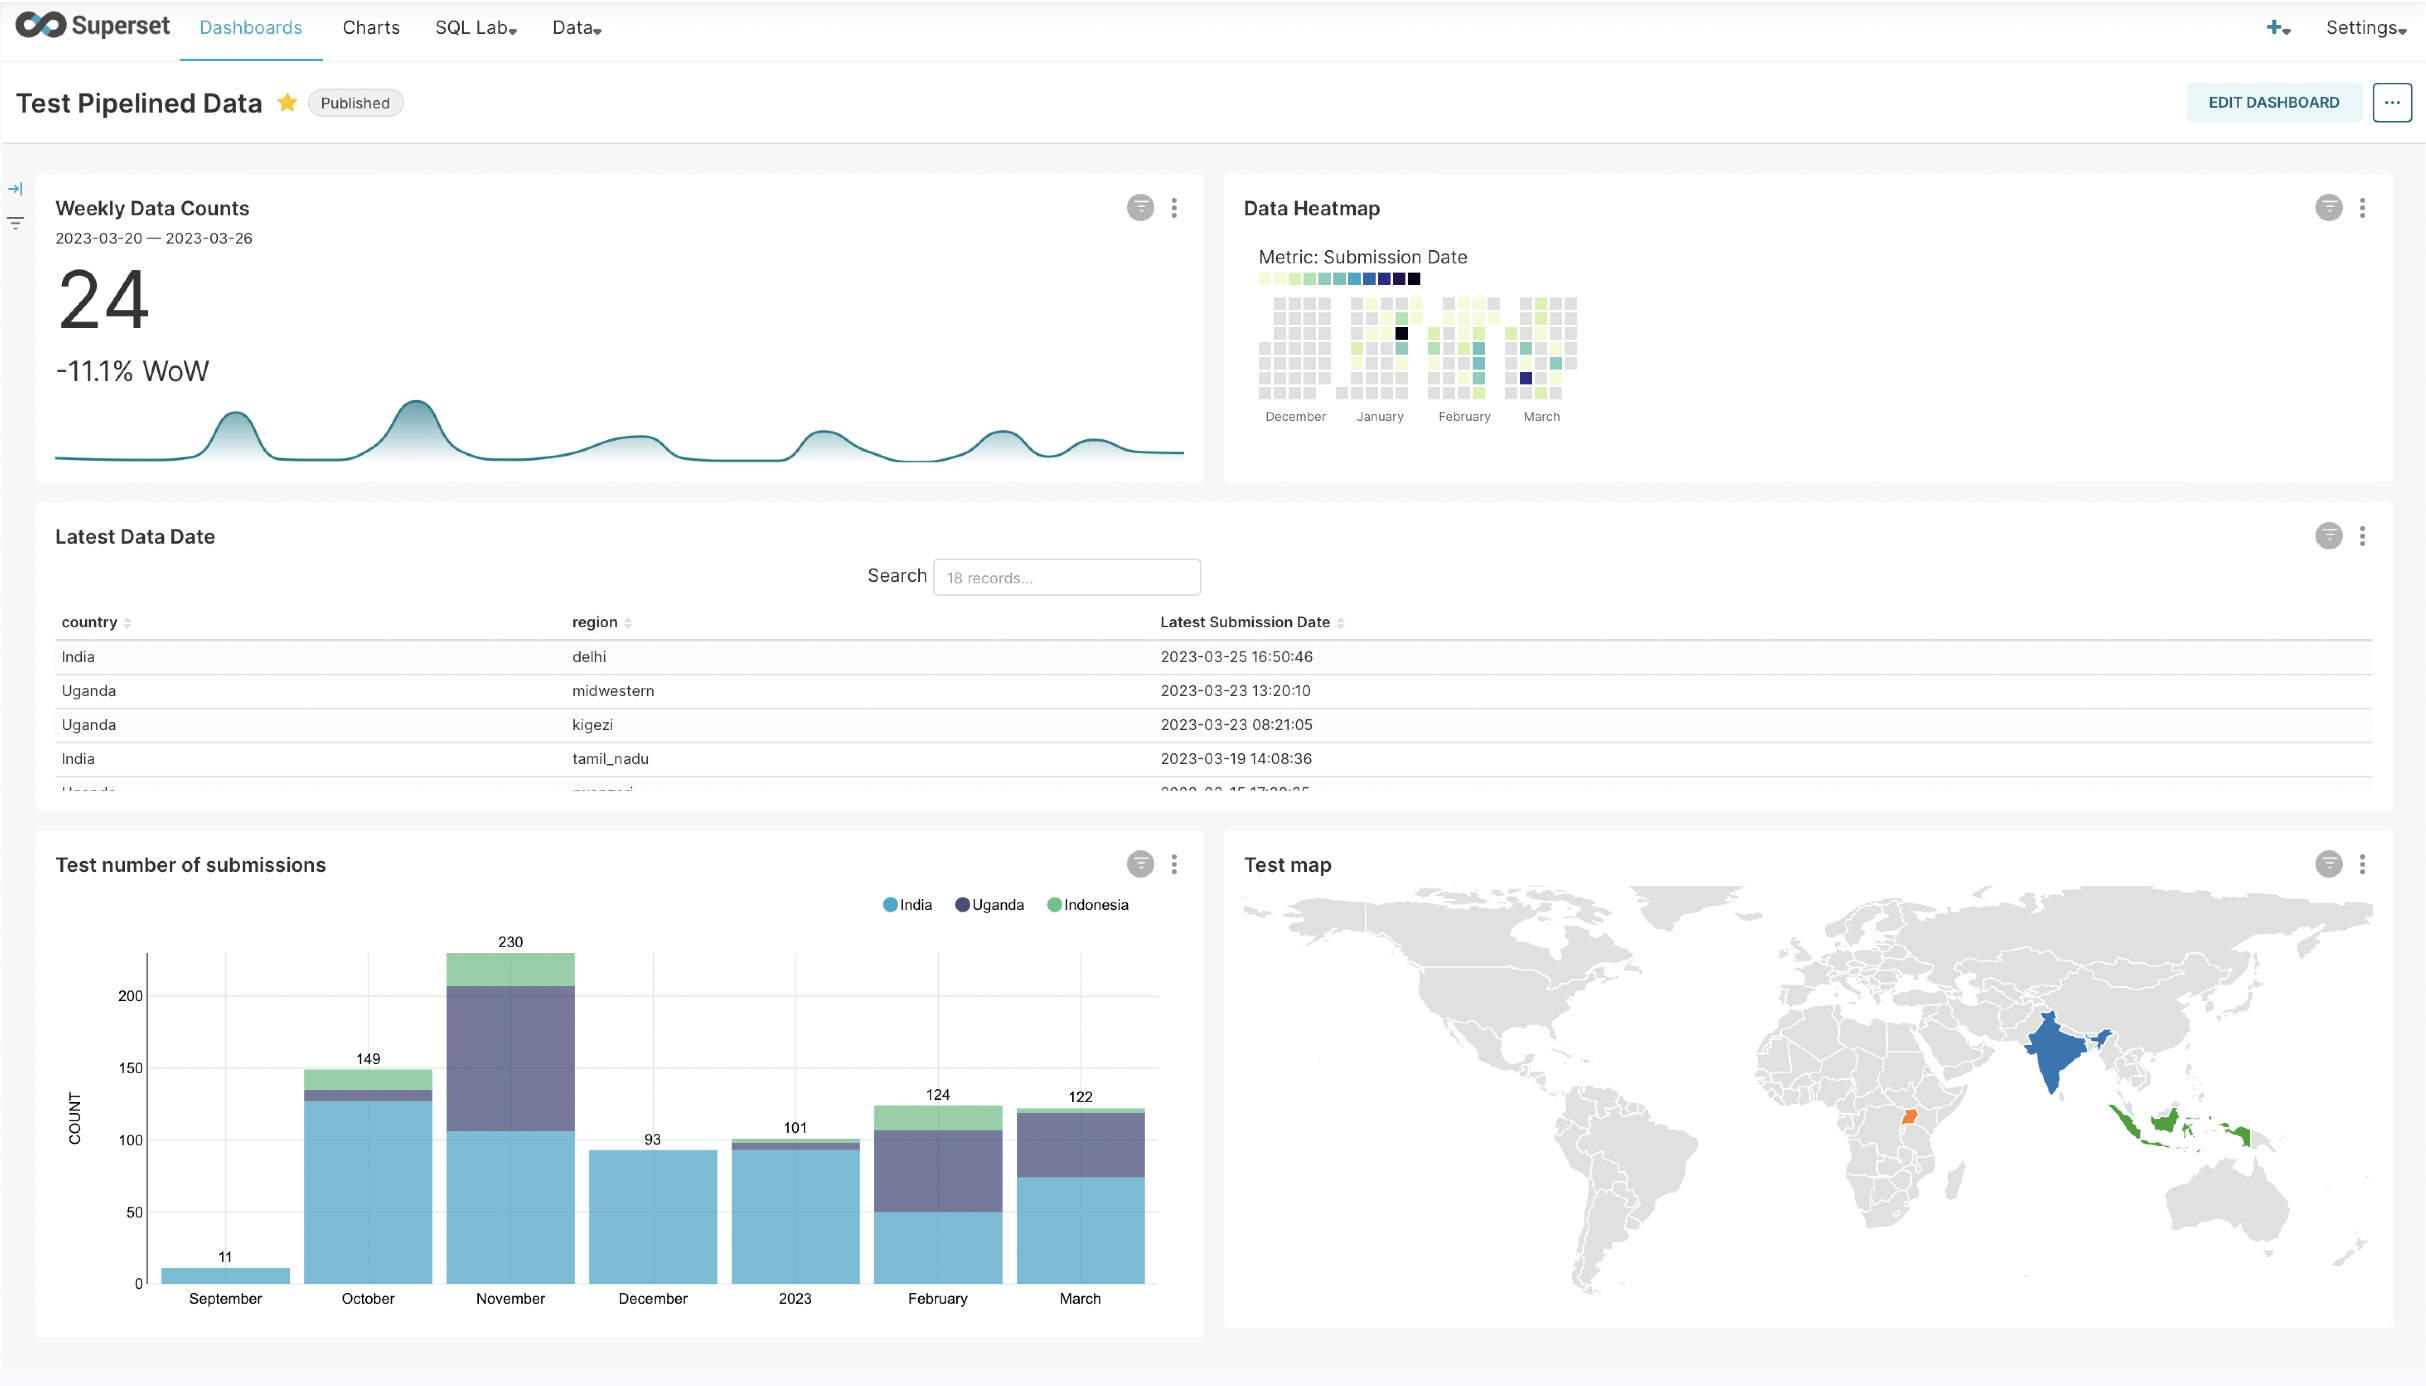 Superset Dashboards Charts SQL Lab Data Settings
Test Pipelined Data Published EDIT DASHBOARD
Weekly Data Counts
2023-03-20 — 2023-03-26
24
-11.1% WoW
Data Heatmap
Metric: Submission Date
December January February March
Latest Data Date
Search 18 records...
country region Latest Submission Date
India delhi 2023-03-25 16:50:46
Uganda midwestern 2023-03-23 13:20:10
Uganda kigezi 2023-03-23 08:21:05
India tamil_nadu 2023-03-19 14:08:36
Test number of submissions
India Uganda Indonesia
230
200
149
150
124
122
101
93
100
COUNT
50
11
0
September October November December 2023 February March
Test map